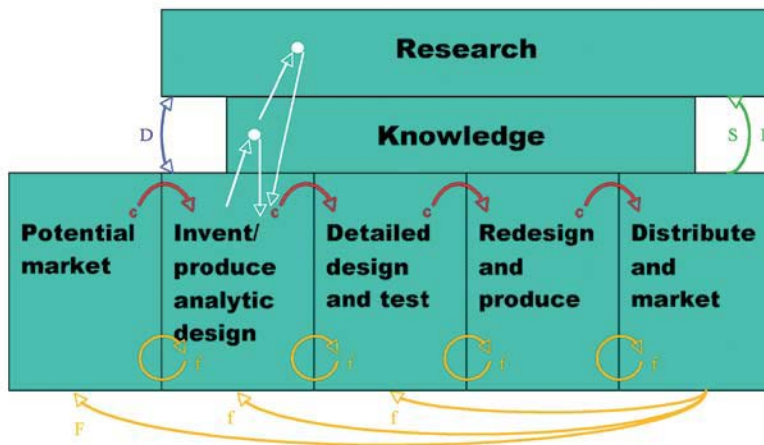 Research
D
Knowledge
S I
c
c
c
c
Potential
market
Invent/
produce
analytic
design
Detailed
design
and test
Redesign
and
produce
Distribute
and
market
f
f
f
f
F
f
f